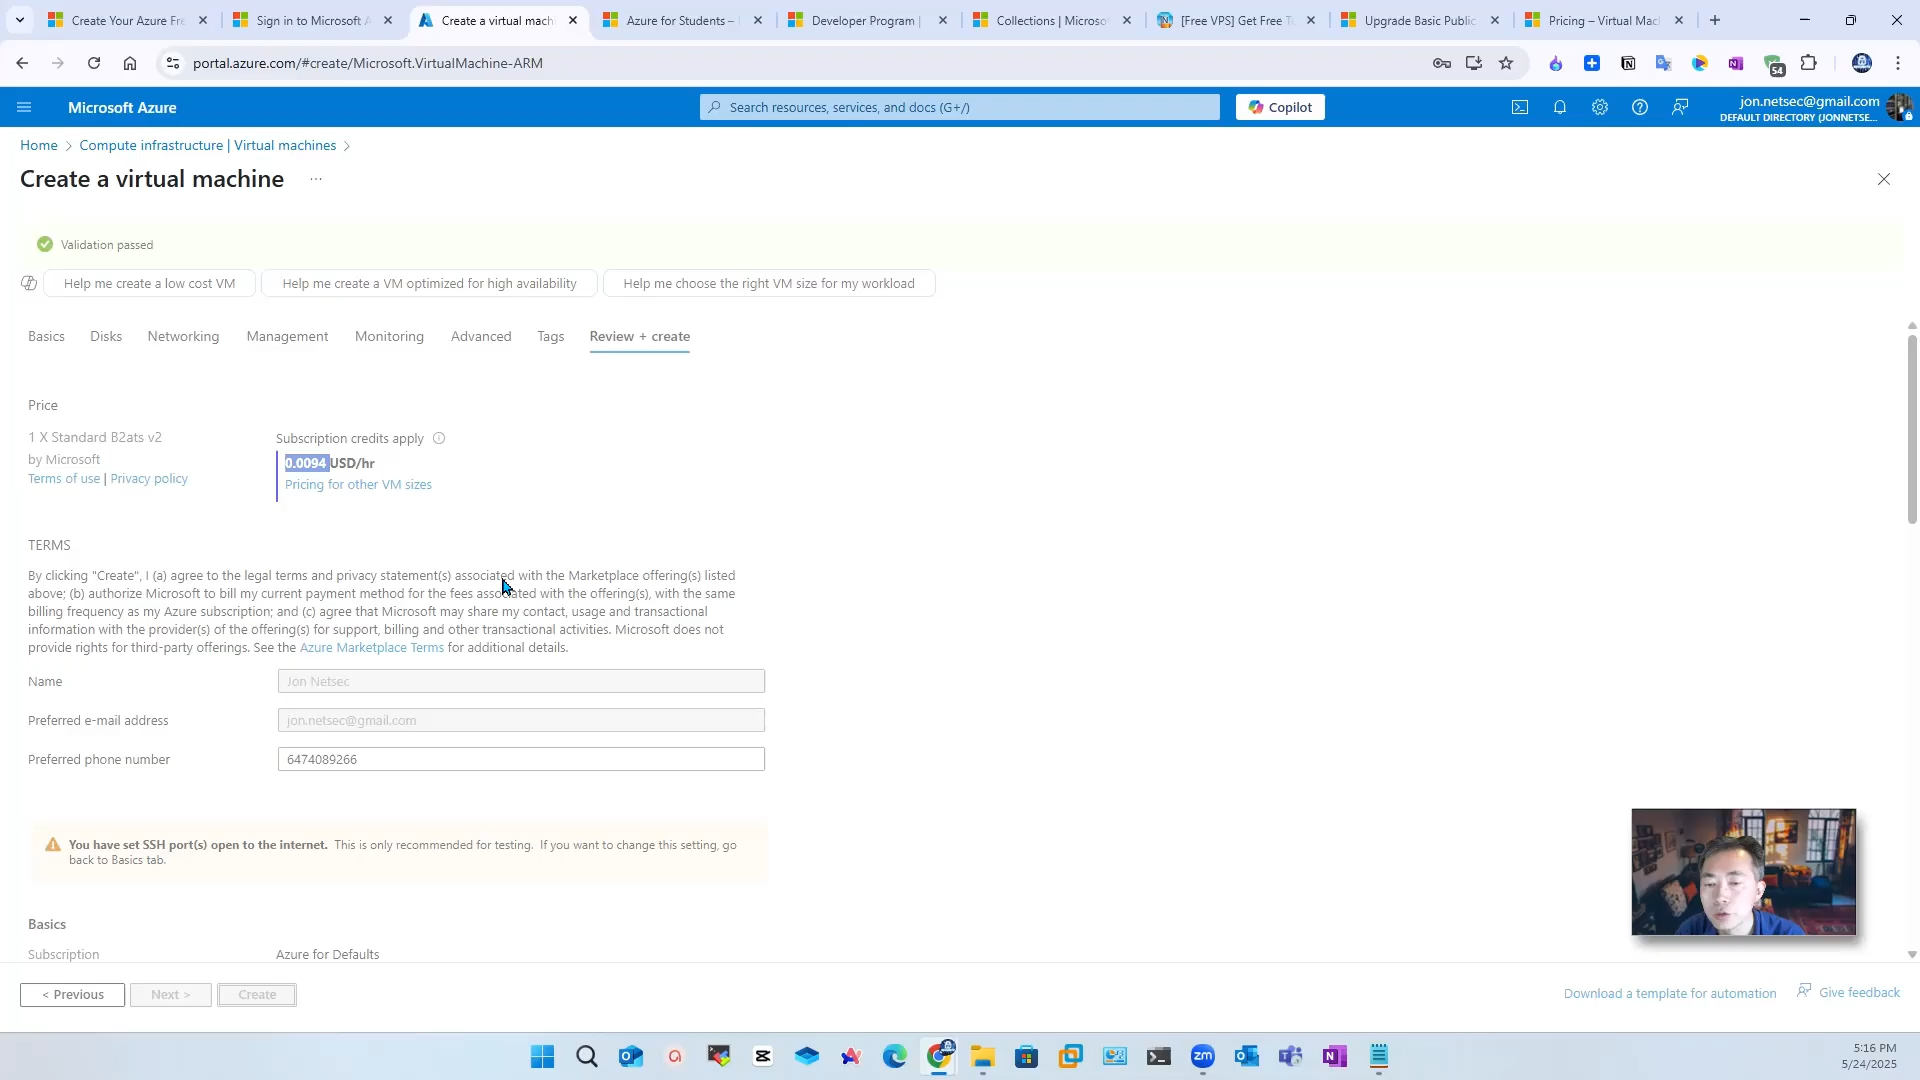 Create Your Azure Fre
Sign in to Microsoft A
Create a virtual machi
Azure for Students –
Developer Program |
Collections | Microso
[Free VPS] Get Free T
Upgrade Basic Public
Pricing – Virtual Mac
portal.azure.com/#create/Microsoft.VirtualMachine-ARM
54
Microsoft Azure
Search resources, services, and docs (G+/)
Copilot
jon.netsec@gmail.com
DEFAULT DIRECTORY (JONNETSE...
Home > Compute infrastructure | Virtual machines >
Create a virtual machine ...
Validation passed
Help me create a low cost VM
Help me create a VM optimized for high availability
Help me choose the right VM size for my workload
Basics
Disks
Networking
Management
Monitoring
Advanced
Tags
Review + create
Price
1 X Standard B2ats v2
by Microsoft
Terms of use | Privacy policy
Subscription credits apply
0.0094 USD/hr
Pricing for other VM sizes
TERMS
By clicking "Create", I (a) agree to the legal terms and privacy statement(s) associated with the Marketplace offering(s) listed
above; (b) authorize Microsoft to bill my current payment method for the fees associated with the offering(s), with the same
billing frequency as my Azure subscription; and (c) agree that Microsoft may share my contact, usage and transactional
information with the provider(s) of the offering(s) for support, billing and other transactional activities. Microsoft does not
provide rights for third-party offerings. See the Azure Marketplace Terms for additional details.
Name
Jon Netsec
Preferred e-mail address
jon.netsec@gmail.com
Preferred phone number
6474089266
You have set SSH port(s) open to the internet. This is only recommended for testing. If you want to change this setting, go
back to Basics tab.
Basics
Subscription
Azure for Defaults
< Previous
Next >
Create
Download a template for automation
Give feedback
zm
5:16 PM
5/24/2025